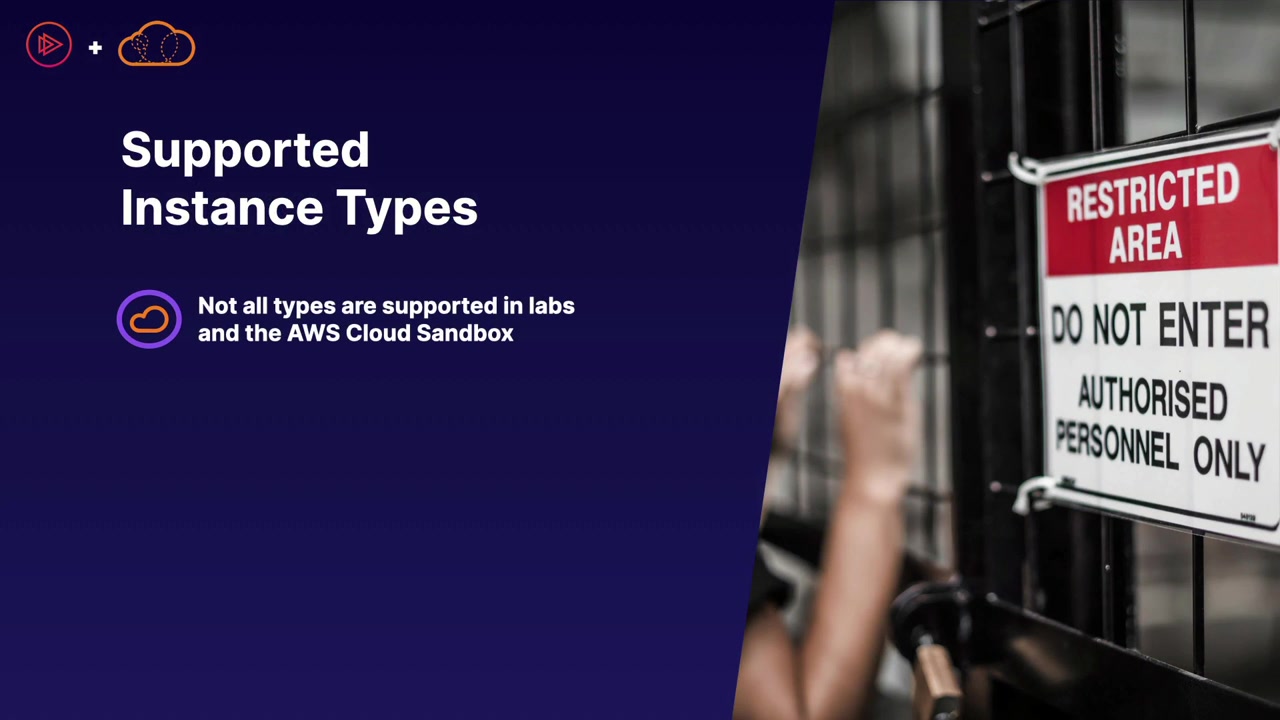 Supported
Instance Types
Not all types are supported in labs
and the AWS Cloud Sandbox
RESTRICTED
AREA
DO NOT ENTER
AUTHORISED
PERSONNEL ONLY